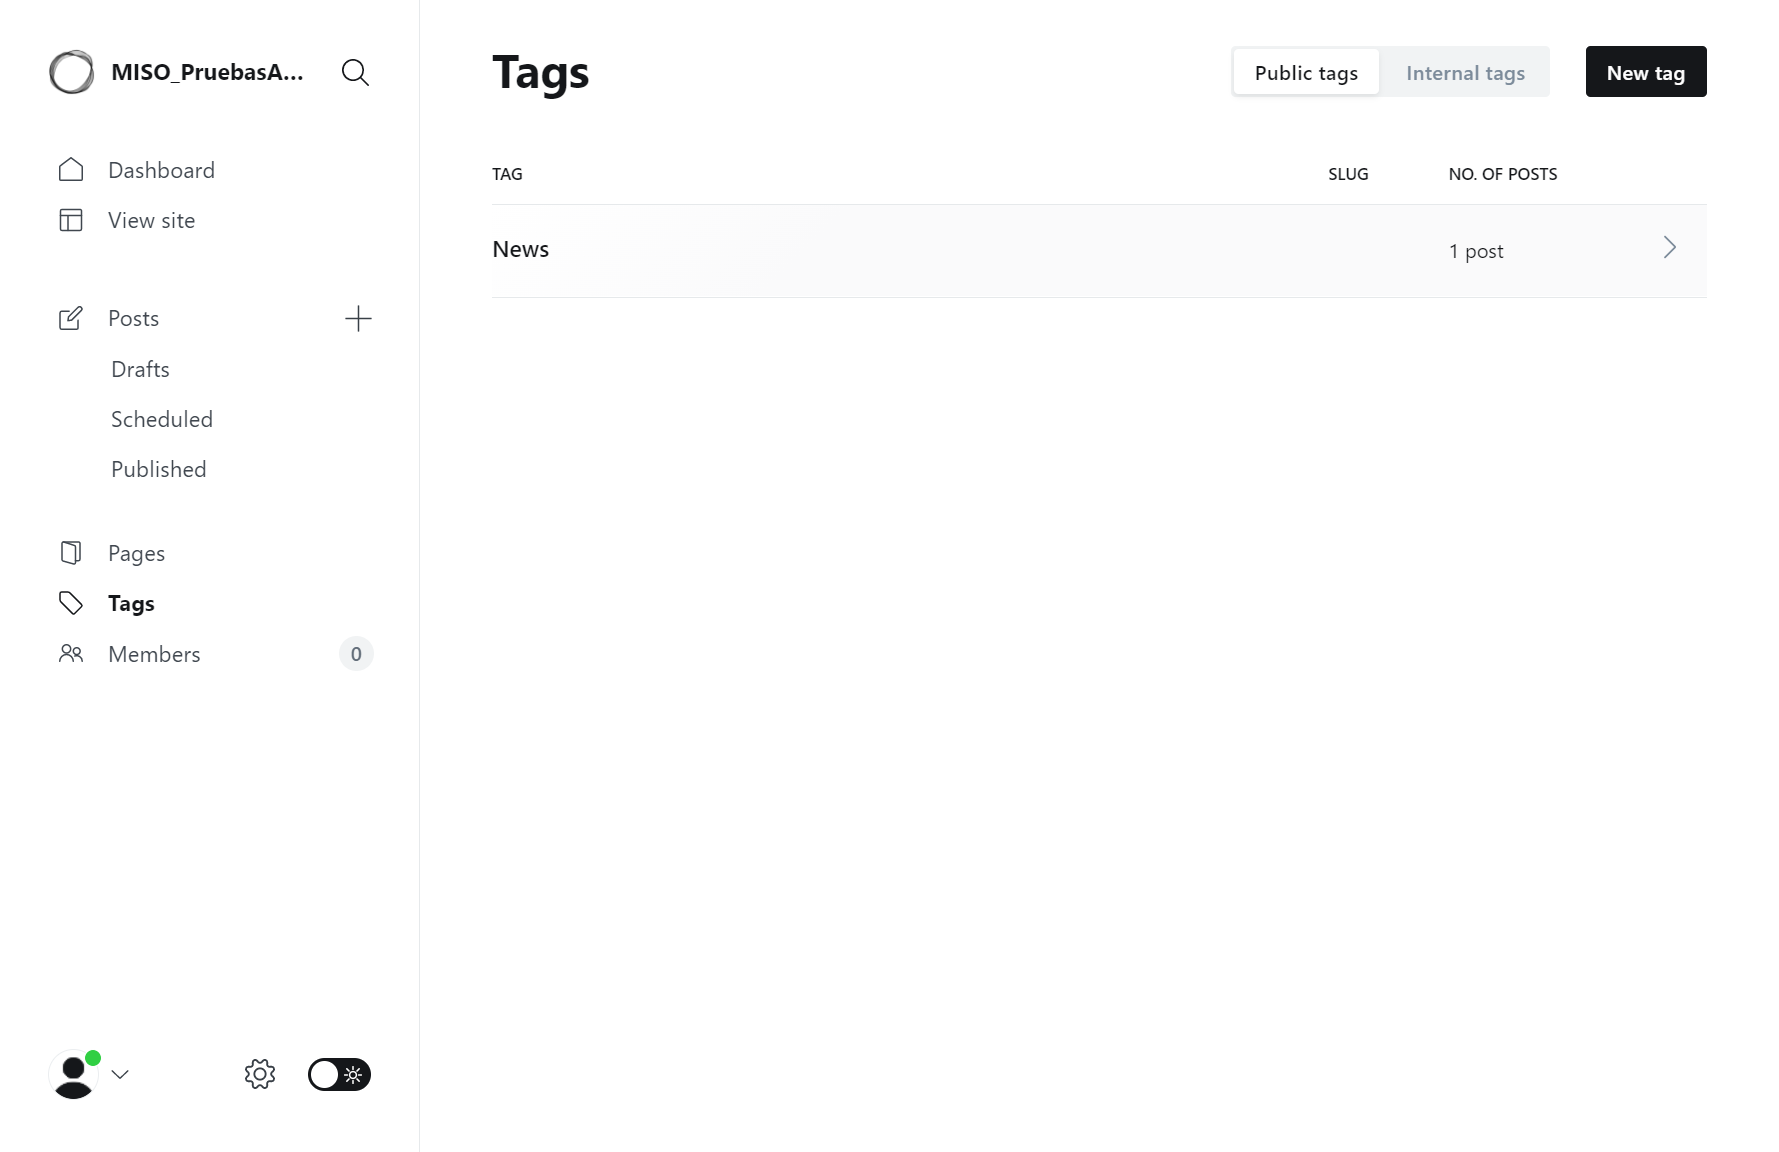 MISO_PruebasA...
Dashboard
View site
Posts
Drafts
Scheduled
Published
Pages
Tags
Members 0
Tags
Public tags Internal tags New tag
TAG SLUG NO. OF POSTS
News 1 post